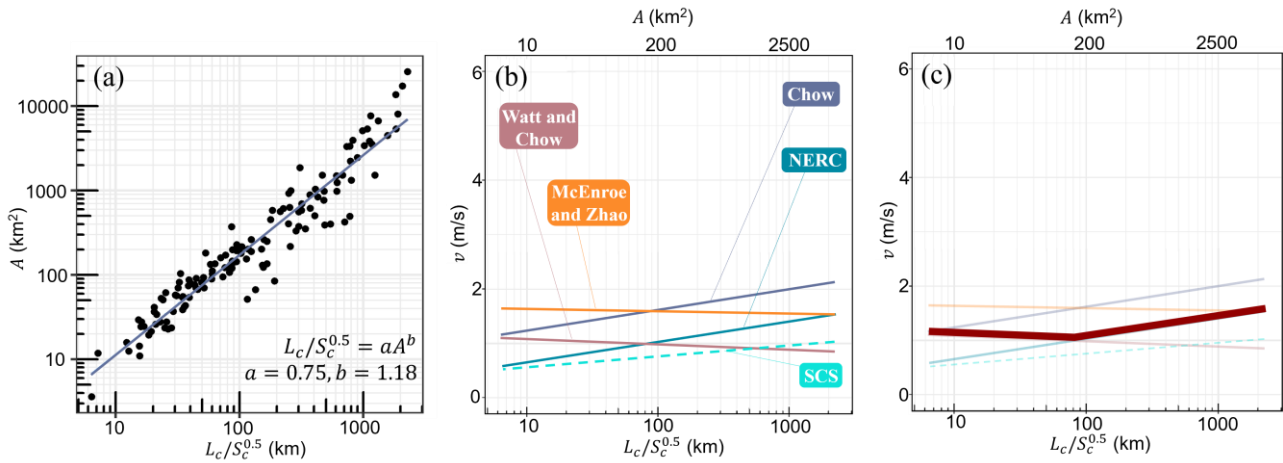 (a)
A (km²)
10000
1000
100
10
L_c/S_c^0.5 = aA^b
a = 0.75, b = 1.18
10
100
1000
L_c/S_c^0.5 (km)
A (km²)
10
200
2500
(b)
6
4
2
0
v (m/s)
Chow
Watt and
Chow
NERC
McEnroe
and Zhao
SCS
10
100
1000
L_c/S_c^0.5 (km)
A (km²)
10
200
2500
(c)
6
4
2
0
v (m/s)
10
100
1000
L_c/S_c^0.5 (km)